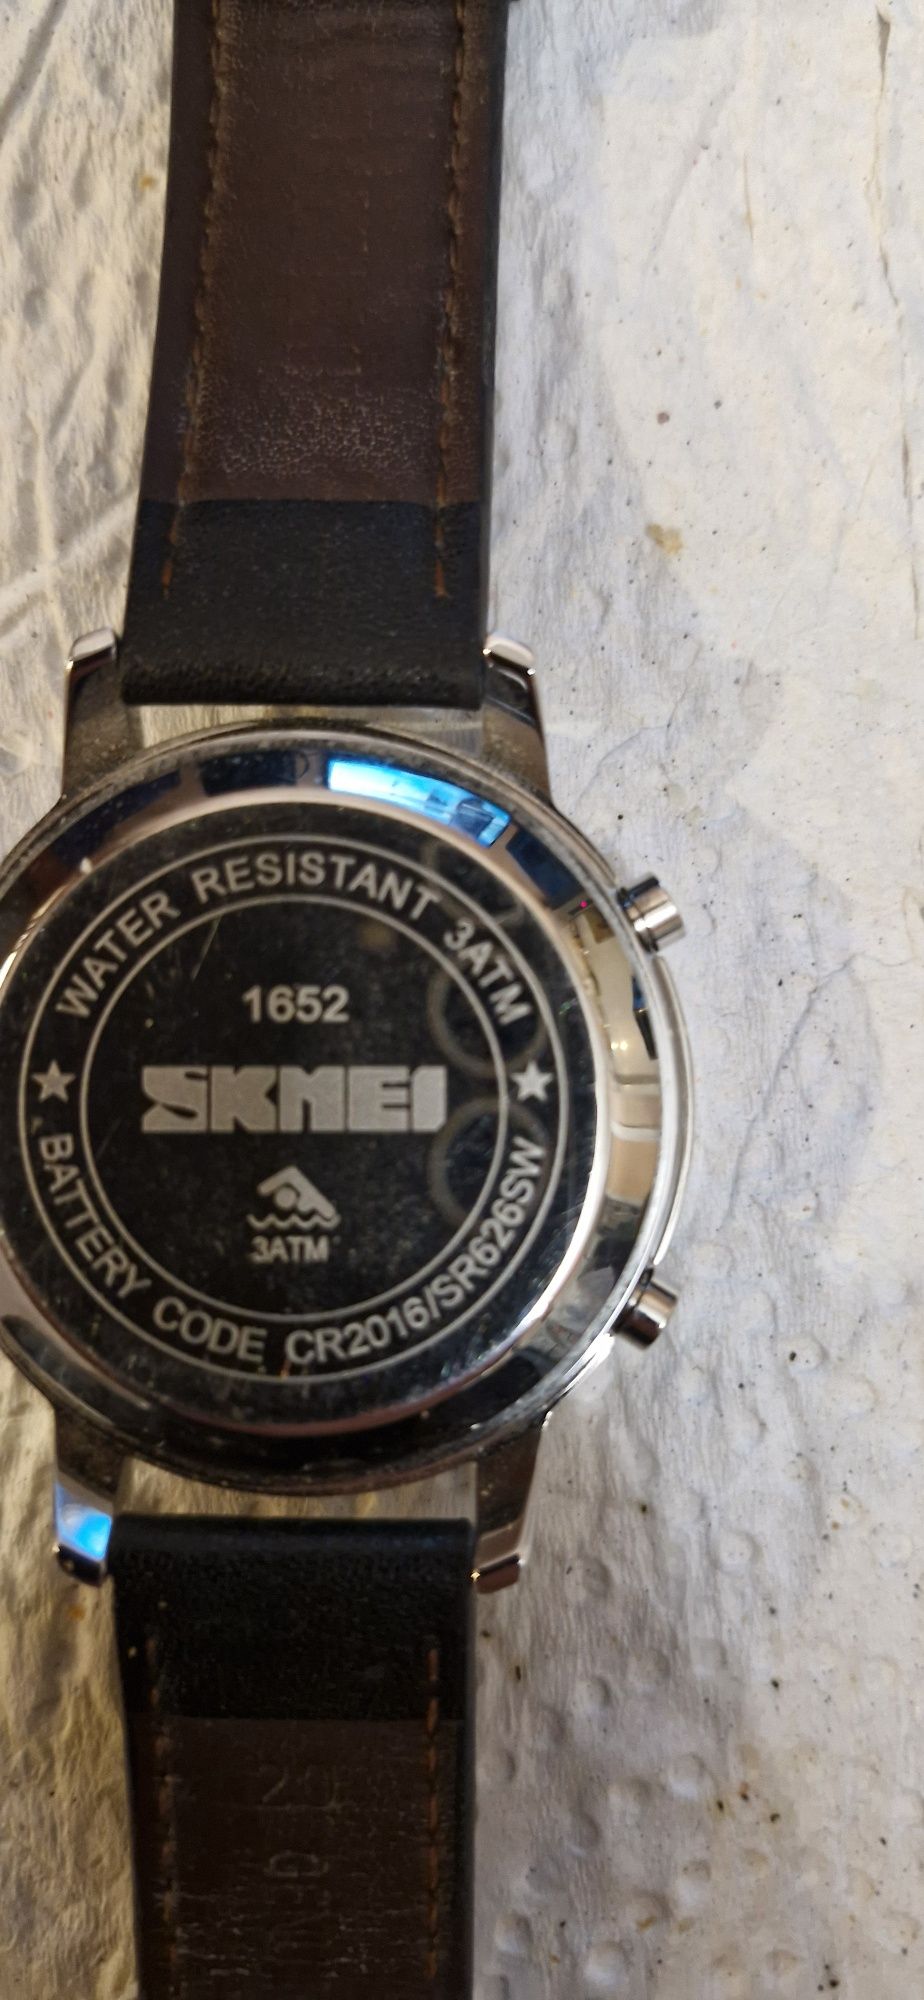 WATER RESISTANT 3ATM
1652
SKMEI
3ATM
BATTERY CODE CR2016/SR626SW